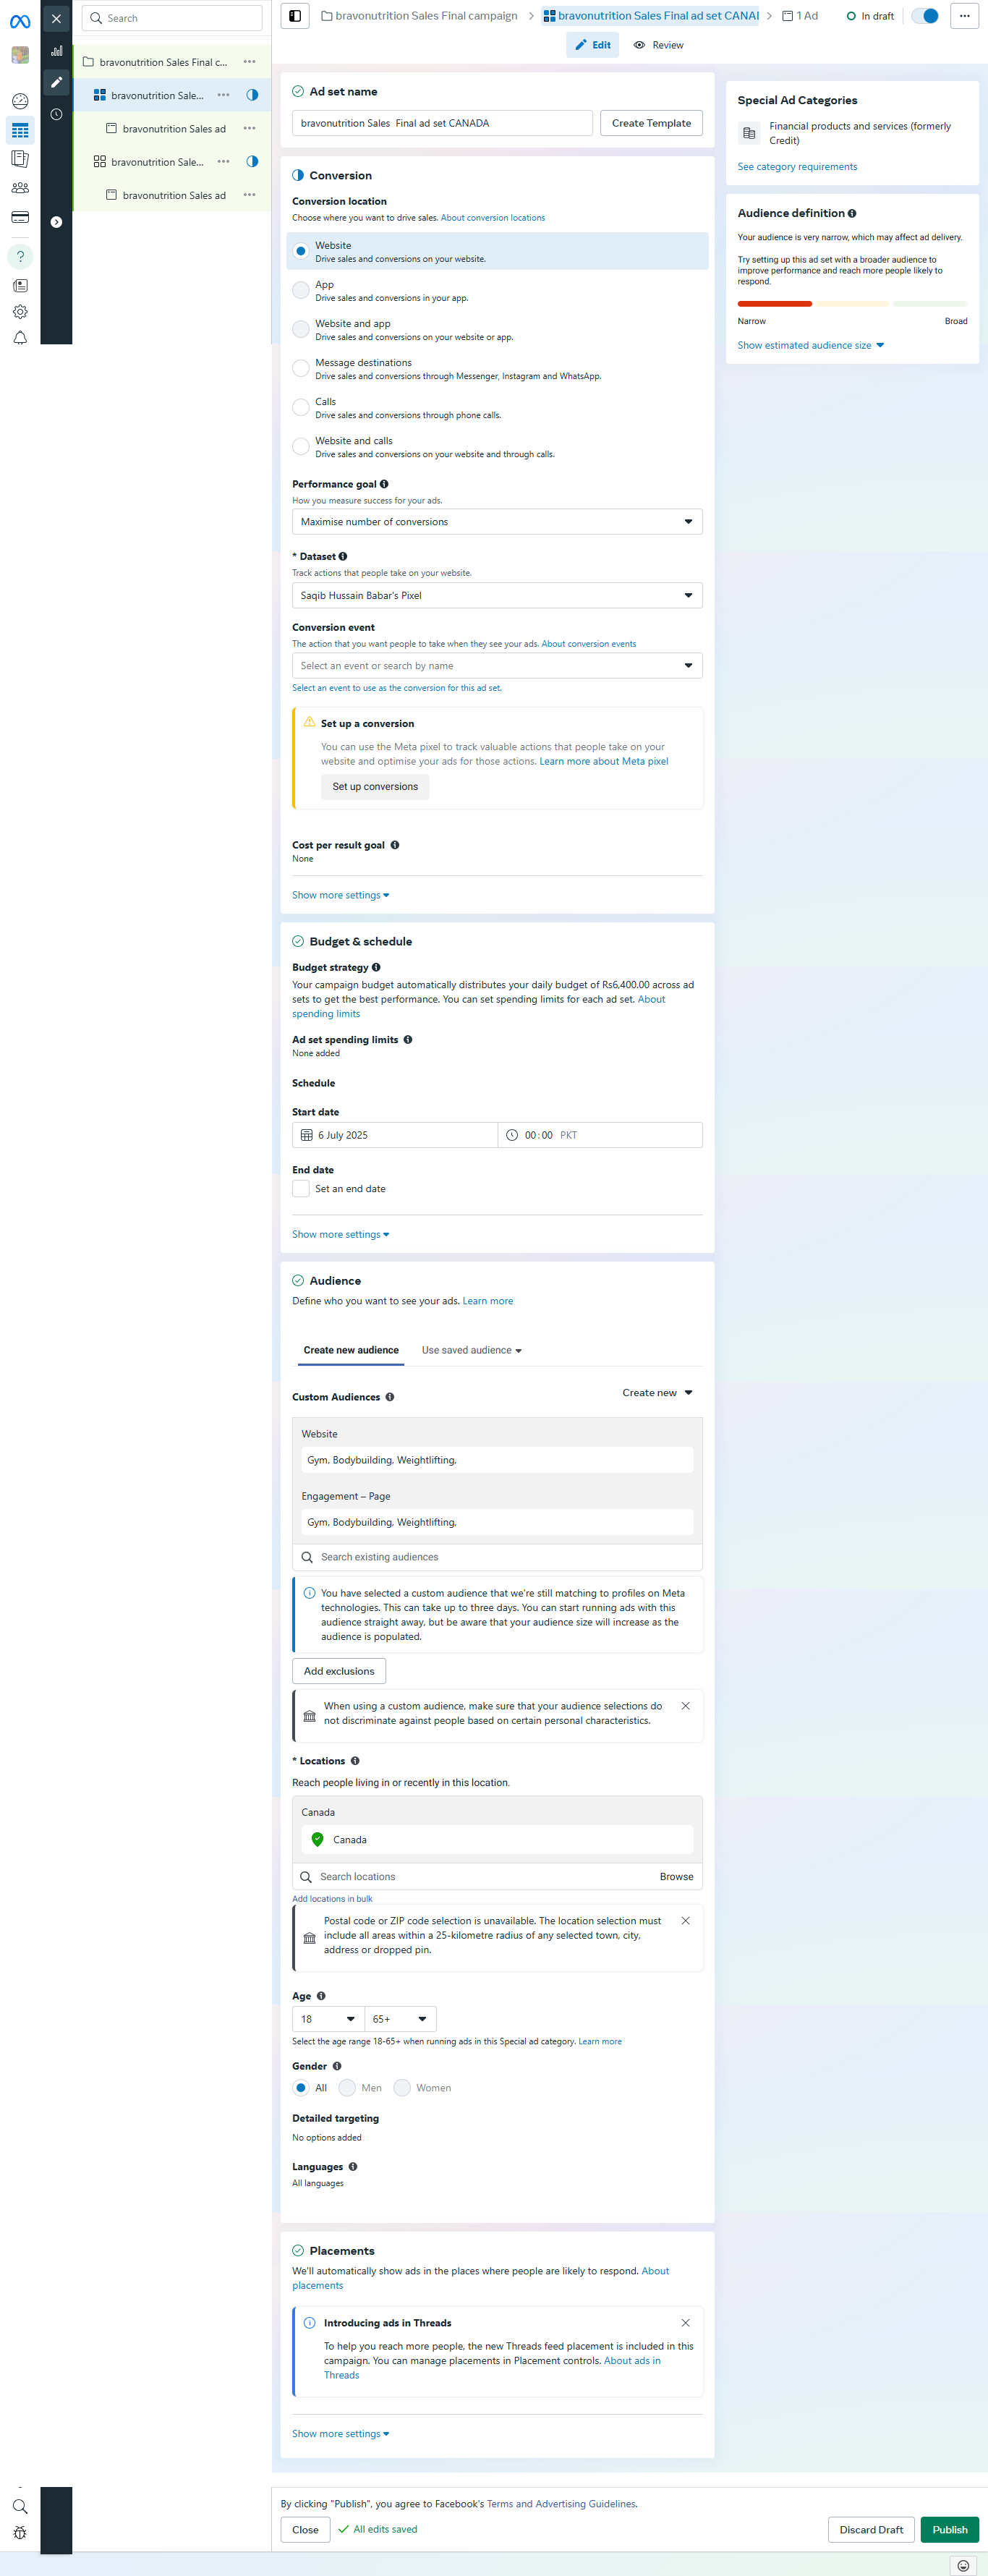 Search
bravonutrition Sales Final c...
bravonutrition Sale...
bravonutrition Sales ad
bravonutrition Sale...
bravonutrition Sales ad
bravonutrition Sales Final campaign
bravonutrition Sales Final ad set CANA
1 Ad
In draft
Edit
Review
Ad set name
bravonutrition Sales  Final ad set CANADA
Create Template
Conversion
Conversion location
Choose where you want to drive sales. About conversion locations
Website
Drive sales and conversions on your website.
App
Drive sales and conversions in your app.
Website and app
Drive sales and conversions on your website or app.
Message destinations
Drive sales and conversions through Messenger, Instagram and WhatsApp.
Calls
Drive sales and conversions through phone calls.
Website and calls
Drive sales and conversions on your website and through calls.
Performance goal
How you measure success for your ads.
Maximise number of conversions
* Dataset
Track actions that people take on your website.
Saqib Hussain Babar's Pixel
Conversion event
The action that you want people to take when they see your ads. About conversion events
Select an event or search by name
Select an event to use as the conversion for this ad set.
Set up a conversion
You can use the Meta pixel to track valuable actions that people take on your
website and optimise your ads for those actions. Learn more about Meta pixel
Set up conversions
Cost per result goal
None
Show more settings
Budget & schedule
Budget strategy
Your campaign budget automatically distributes your daily budget of Rs6,400.00 across ad
sets to get the best performance. You can set spending limits for each ad set. About
spending limits
Ad set spending limits
None added
Schedule
Start date
6 July 2025
00:00 PKT
End date
Set an end date
Show more settings
Audience
Define who you want to see your ads. Learn more
Create new audience
Use saved audience
Custom Audiences
Create new
Website
Gym, Bodybuilding, Weightlifting,
Engagement – Page
Gym, Bodybuilding, Weightlifting,
Search existing audiences
You have selected a custom audience that we're still matching to profiles on Meta
technologies. This can take up to three days. You can start running ads with this
audience straight away, but be aware that your audience size will increase as the
audience is populated.
Add exclusions
When using a custom audience, make sure that your audience selections do
not discriminate against people based on certain personal characteristics.
* Locations
Reach people living in or recently in this location.
Canada
Canada
Search locations
Browse
Add locations in bulk
Postal code or ZIP code selection is unavailable. The location selection must
include all areas within a 25-kilometre radius of any selected town, city,
address or dropped pin.
Age
18
65+
Select the age range 18-65+ when running ads in this Special ad category. Learn more
Gender
All
Men
Women
Detailed targeting
No options added
Languages
All languages
Placements
We'll automatically show ads in the places where people are likely to respond. About
placements
Introducing ads in Threads
To help you reach more people, the new Threads feed placement is included in this
campaign. You can manage placements in Placement controls. About ads in
Threads
Show more settings
Special Ad Categories
Financial products and services (formerly
Credit)
See category requirements
Audience definition
Your audience is very narrow, which may affect ad delivery.
Try setting up this ad set with a broader audience to
improve performance and reach more people likely to
respond.
Narrow
Broad
Show estimated audience size
By clicking "Publish", you agree to Facebook's Terms and Advertising Guidelines.
Close
All edits saved
Discard Draft
Publish